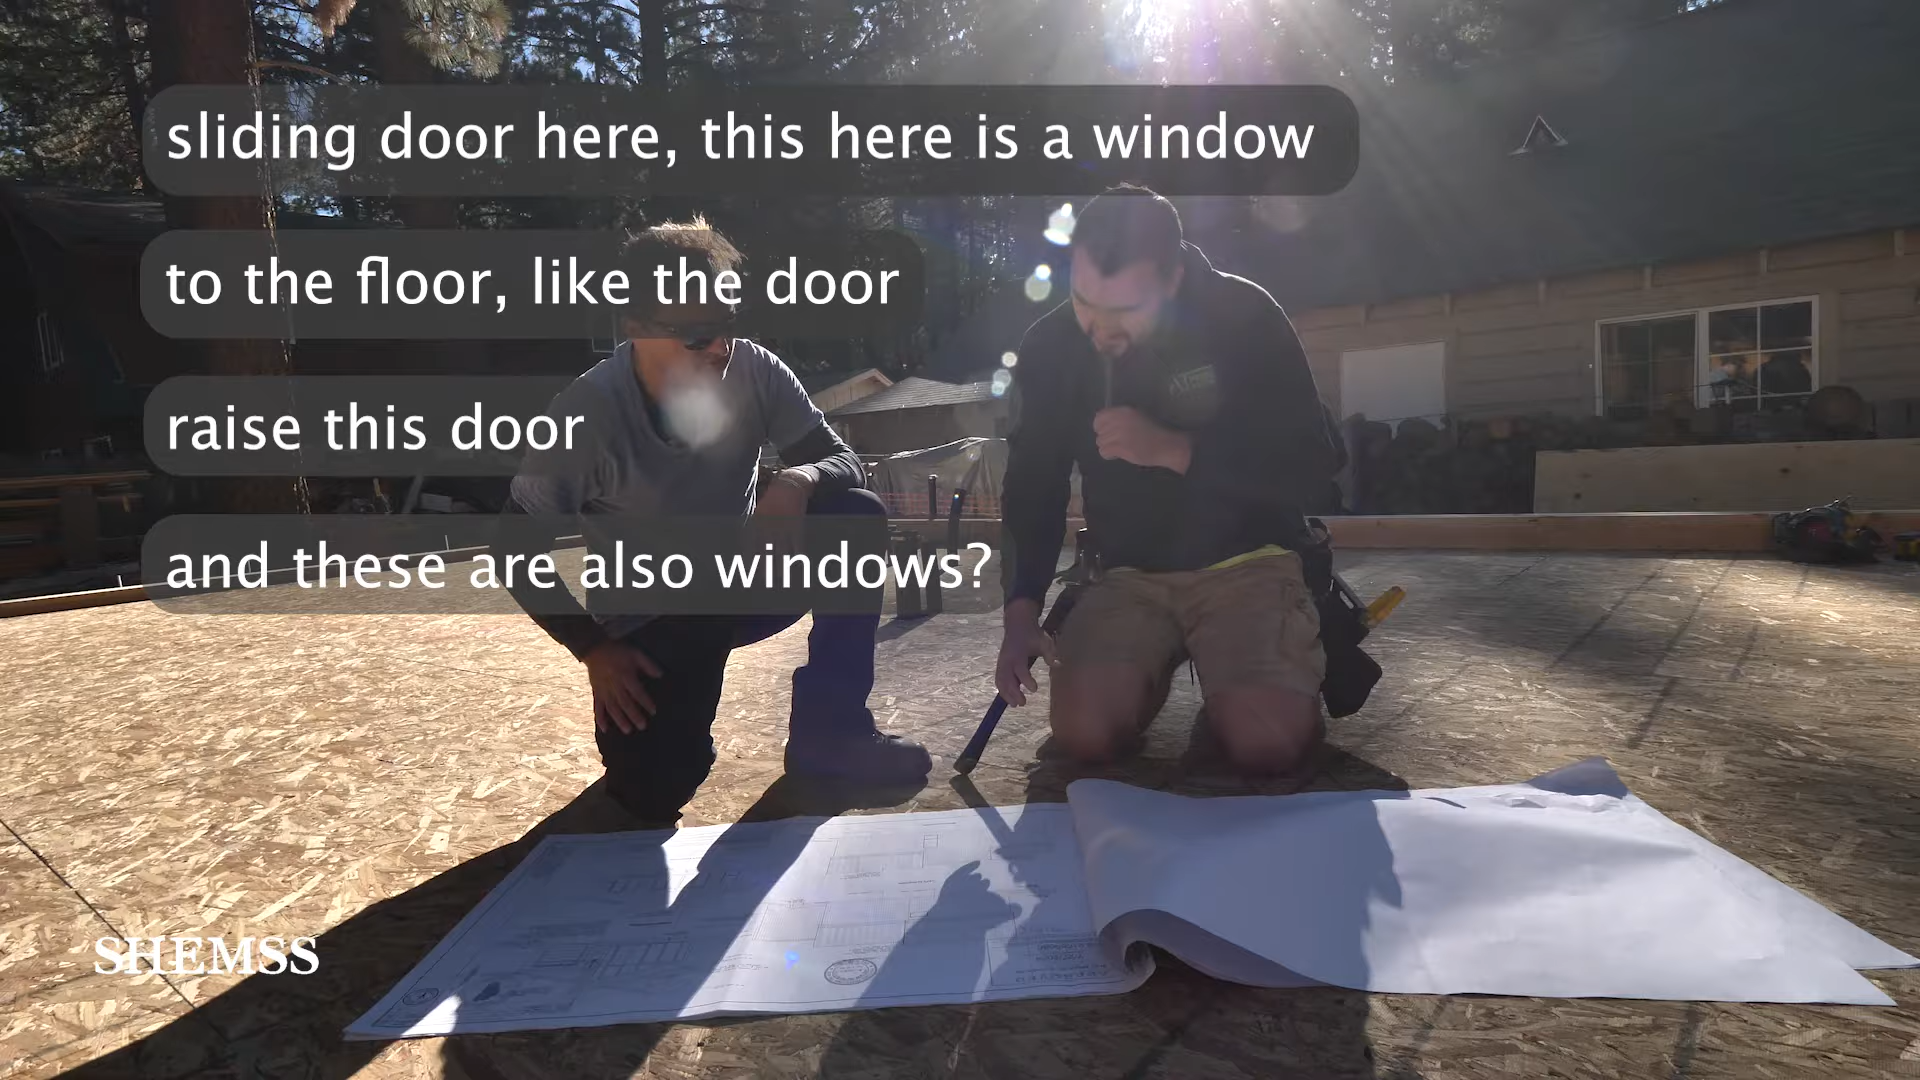 sliding door here, this here is a window
to the floor, like the door
raise this door
and these are also windows?
SHEMSS